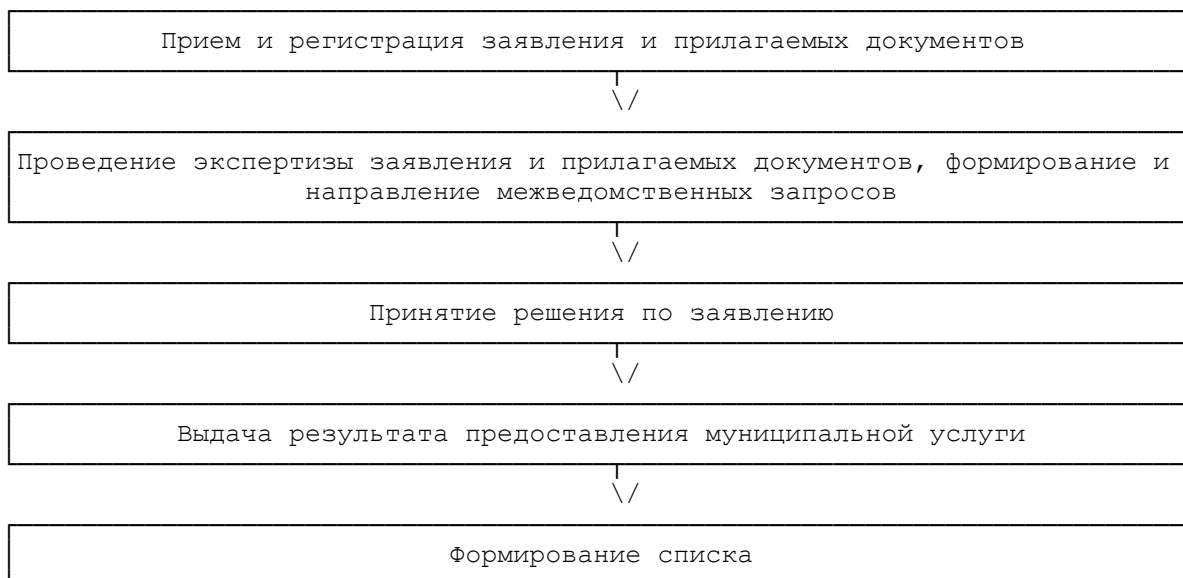 Прием и регистрация заявления и прилагаемых документов
\/
Проведение экспертизы заявления и прилагаемых документов, формирование и
направление межведомственных запросов
\/
Принятие решения по заявлению
\/
Выдача результата предоставления муниципальной услуги
\/
Формирование списка